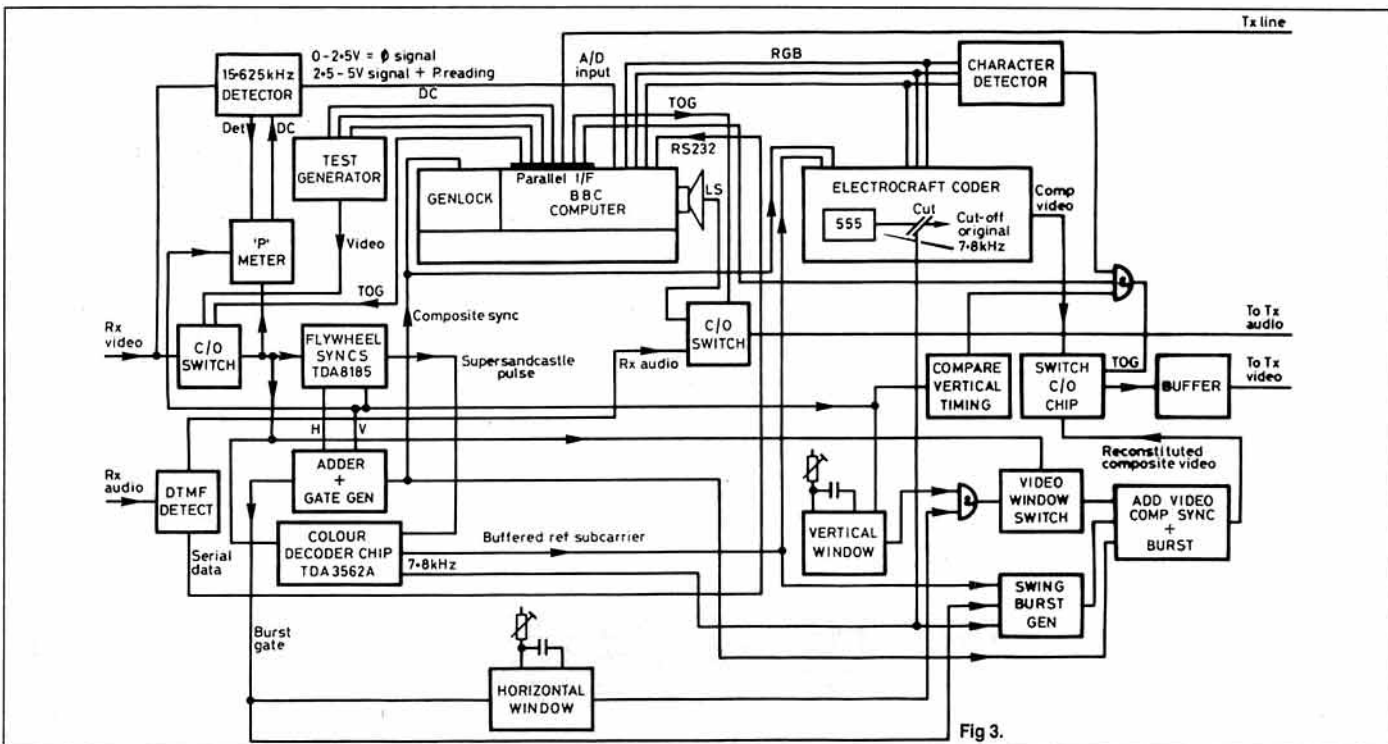 Tx line
15·625kHz
DETECTOR
0-2·5V = ϕ signal
2·5-5V signal + P.reading
DC
A/D
input
RGB
CHARACTER
DETECTOR
Det
DC
TOG
RS232
TEST
GENERATOR
Parallel I/F
GENLOCK
BBC
COMPUTER
LS
ELECTROCRAFT CODER
555
Cut
Cut-off
original
7·8kHz
Comp
video
'P'
METER
Video
TOG
&
Rx
video
C/O
SWITCH
FLYWHEEL
SYNCS
TDA8185
Composite sync
Supersandcastle
pulse
Rx audio
C/O
SWITCH
To Tx
audio
COMPARE
VERTICAL
TIMING
SWITCH
C/O
CHIP
TOG
BUFFER
To Tx
video
H
V
Reconstituted
composite video
Rx
audio
DTMF
DETECT
ADDER
+
GATE GEN
&
VERTICAL
WINDOW
VIDEO
WINDOW
SWITCH
ADD VIDEO
COMP SYNC
+
BURST
Serial
data
COLOUR
DECODER CHIP
TDA3562A
Buffered ref subcarrier
7·8kHz
SWING
BURST
GEN
Burst
gate
HORIZONTAL
WINDOW
Fig 3.